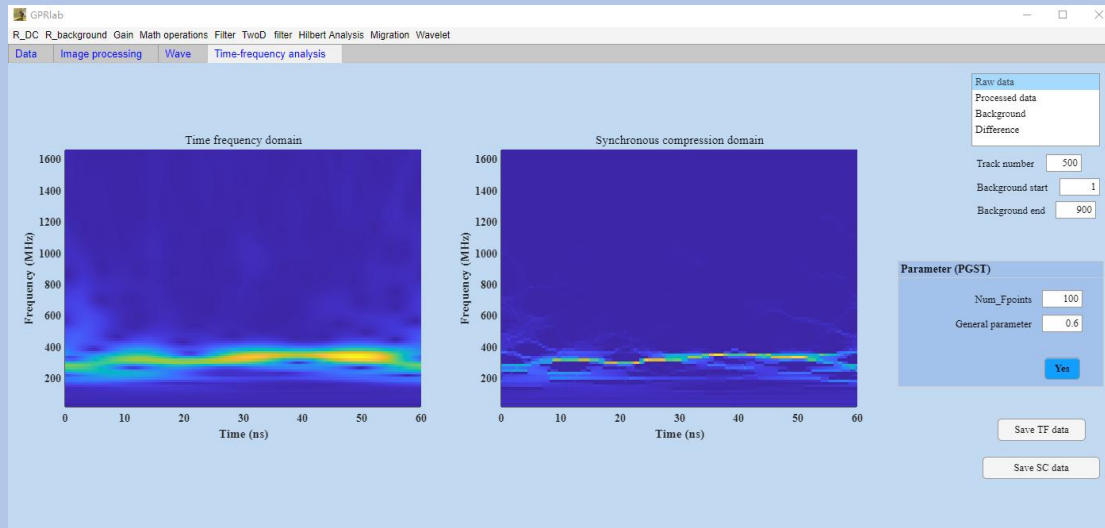 GPRlab
R_DC R_background Gain Math operations Filter TwoD filter Hilbert Analysis Migration Wavelet
Data Image processing Wave Time-frequency analysis
Raw data
Processed data
Background
Difference
Track number 500
Background start 1
Background end 900
Parameter (PGST)
Num_Fpoints 100
General parameter 0.6
Yes
Save TF data
Save SC data
Time frequency domain
Frequency (MHz)
1600
1400
1200
1000
800
600
400
200
0 10 20 30 40 50 60
Time (ns)
Synchronous compression domain
Frequency (MHz)
1600
1400
1200
1000
800
600
400
200
0 10 20 30 40 50 60
Time (ns)